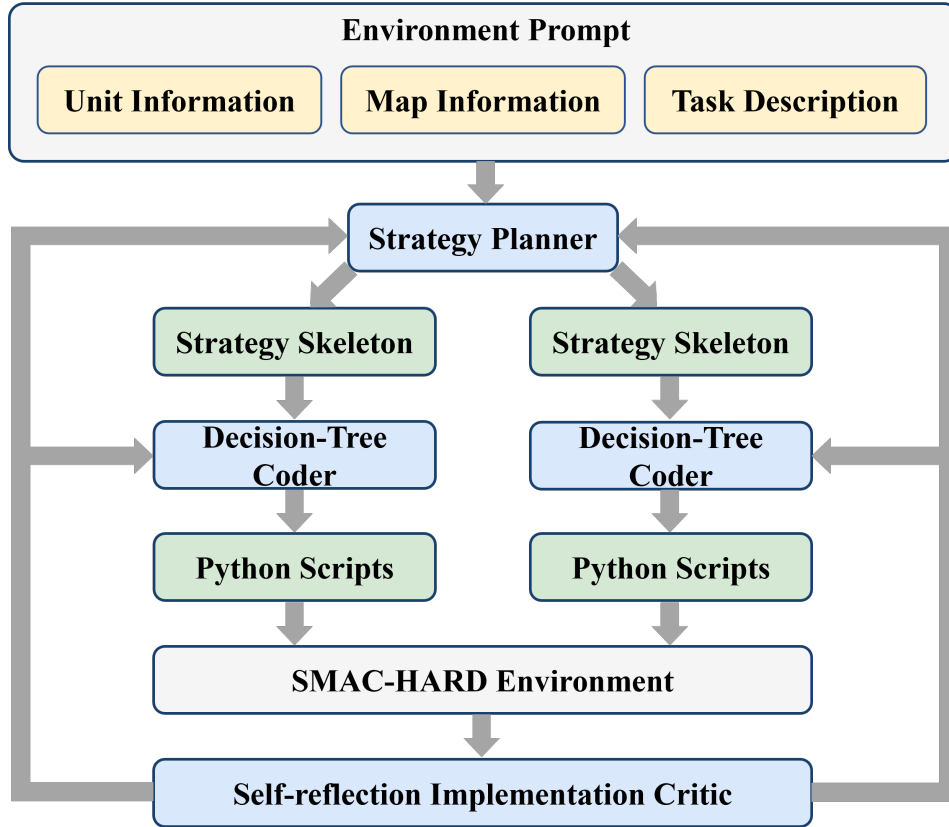 Environment Prompt
Unit Information
Map Information
Task Description
Strategy Planner
Strategy Skeleton
Strategy Skeleton
Decision-Tree
Coder
Decision-Tree
Coder
Python Scripts
Python Scripts
SMAC-HARD Environment
Self-reflection Implementation Critic